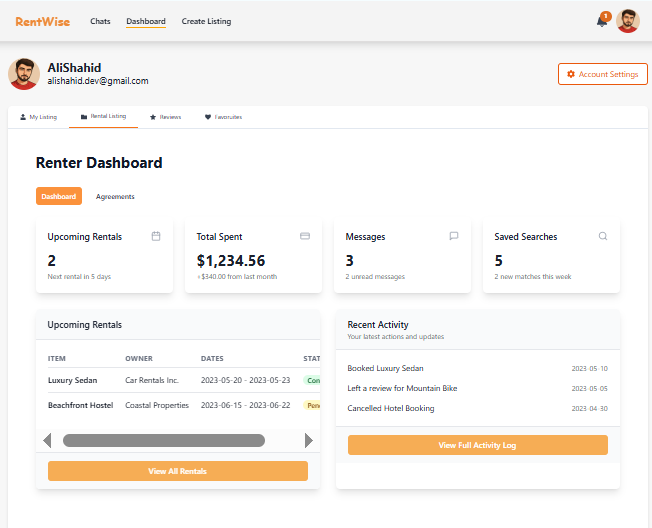 RentWise Chats Dashboard Create Listing 1
AliShahid
alishahid.dev@gmail.com
Account Settings
My Listing Rental Listing Reviews Favoruites
Renter Dashboard
Dashboard Agreements
Upcoming Rentals
2
Next rental in 5 days
Total Spent
$1,234.56
+$340.00 from last month
Messages
3
2 unread messages
Saved Searches
5
2 new matches this week
Upcoming Rentals
ITEM OWNER DATES STAT
Luxury Sedan Car Rentals Inc. 2023-05-20 - 2023-05-23 Con
Beachfront Hostel Coastal Properties 2023-06-15 - 2023-06-22 Pen
View All Rentals
Recent Activity
Your latest actions and updates
Booked Luxury Sedan 2023-05-10
Left a review for Mountain Bike 2023-05-05
Cancelled Hotel Booking 2023-04-30
View Full Activity Log